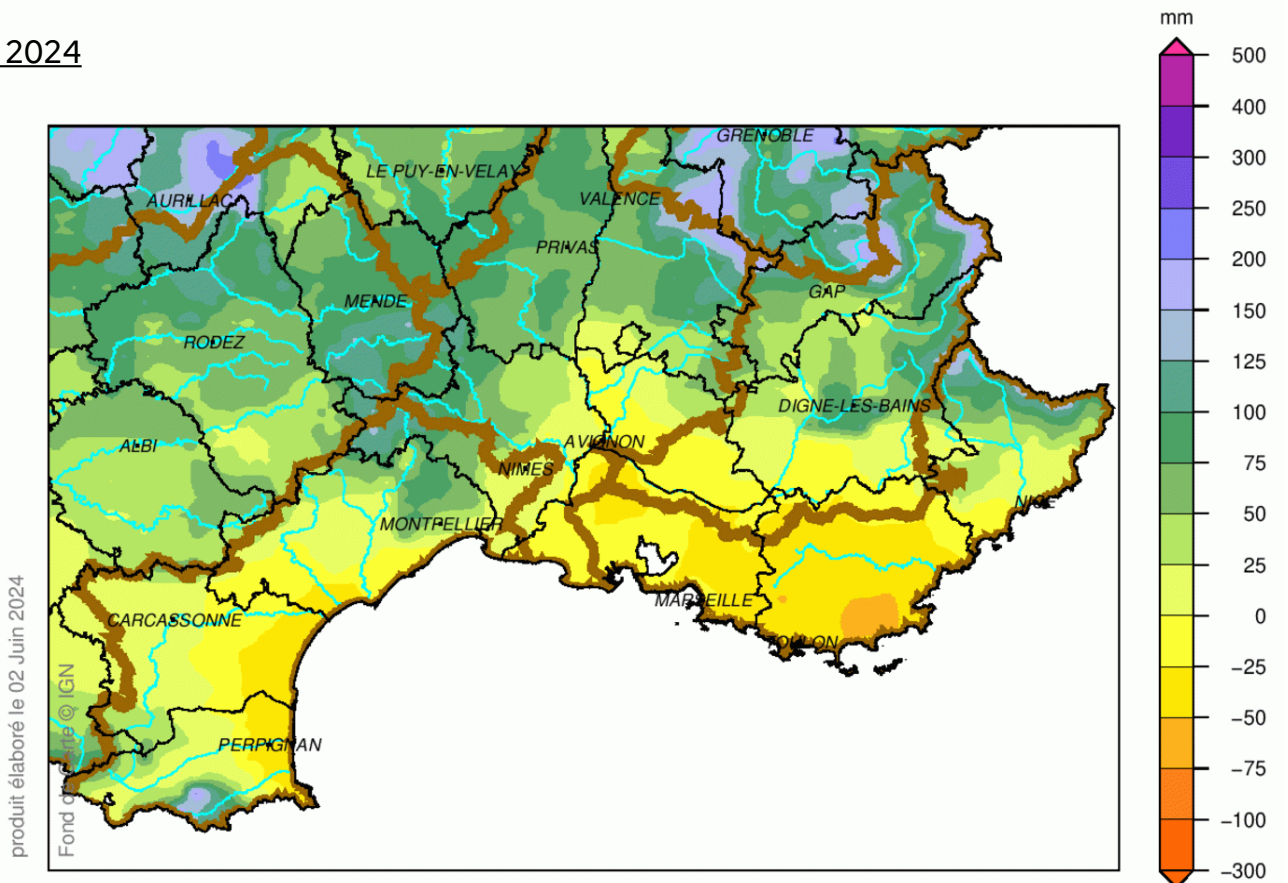 2024
mm
500
400
300
250
200
150
125
100
75
50
25
0
−25
−50
−75
−100
−300
GRENOBLE
LE PUY-EN-VELAY
AURILLAC
VALENCE
PRIVAS
GAP
MENDE
RODEZ
DIGNE-LES-BAINS
ALBI
AVIGNON
NIMES
NICE
MONTPELLIER
MARSEILLE
CARCASSONNE
TOULON
PERPIGNAN
produit élaboré le 02 Juin 2024
Fond de Carte © IGN